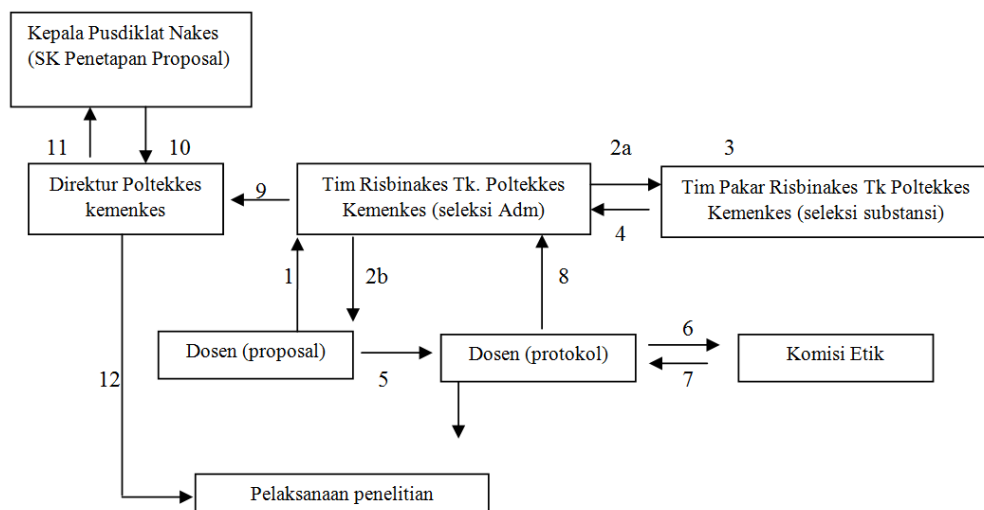 Kepala Pusdiklat Nakes
(SK Penetapan Proposal)
11
10
2a
3
Direktur Poltekkes
kemenkes
9
Tim Risbinakes Tk. Poltekkes
Kemenkes (seleksi Adm)
Tim Pakar Risbinakes Tk Poltekkes
Kemenkes (seleksi substansi)
4
1
2b
8
Dosen (proposal)
5
Dosen (protokol)
6
7
Komisi Etik
12
Pelaksanaan penelitian